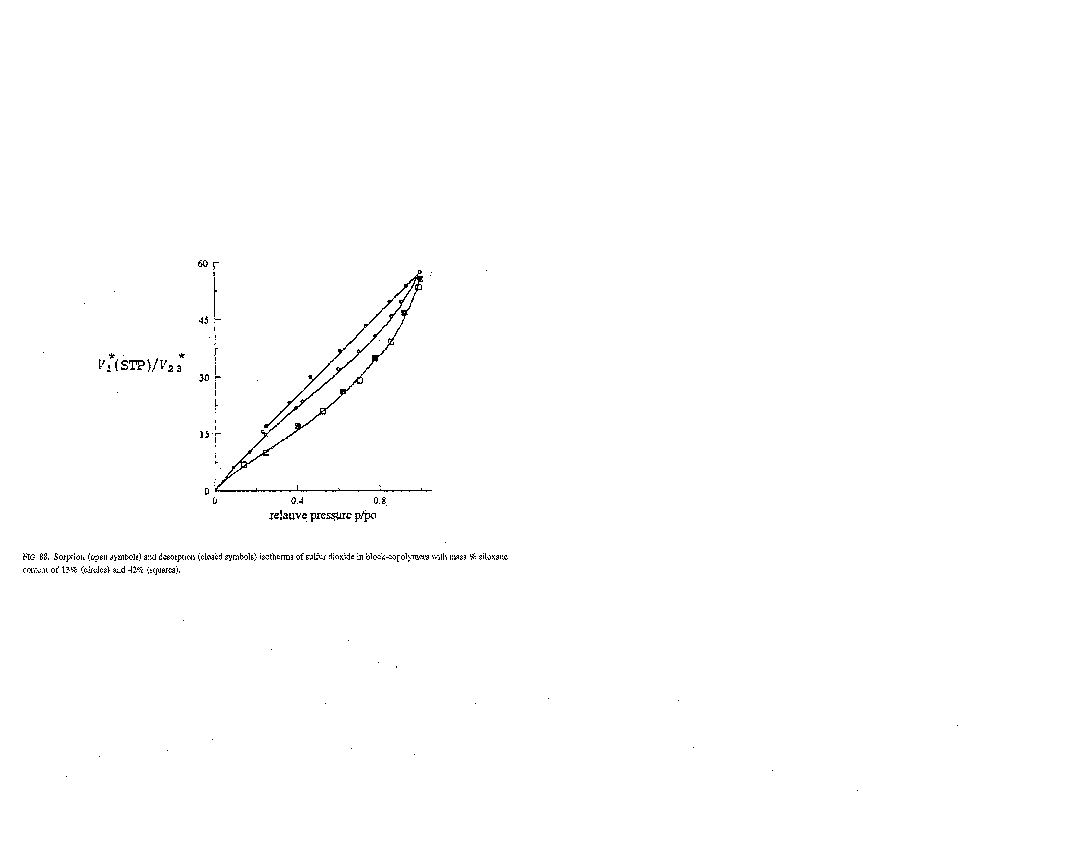 60
45
V₁*(STP)/V₂₃*
30
15
0
0 0.4 0.8
relative pressure p/po
FIG 88. Sorption (open symbols) and desorption (closed symbols) isotherms of sulfur dioxide in block-copolymers with mass % siloxane
content of 13% (circles) and 42% (squares).